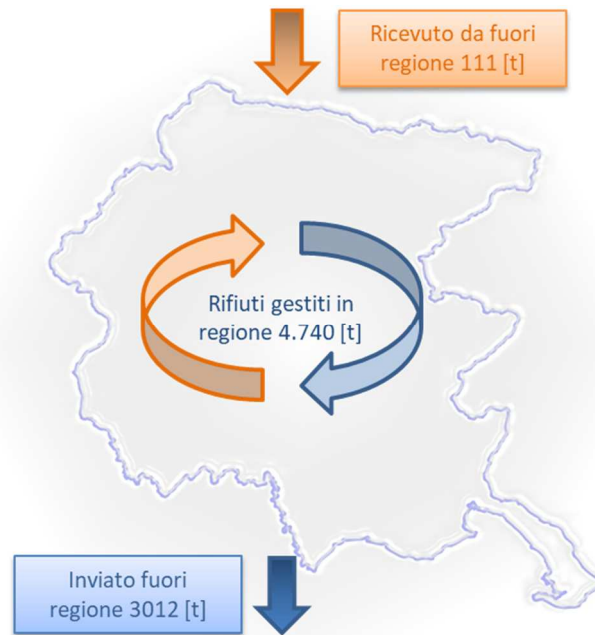 Ricevuto da fuori
regione 111 [t]
Rifiuti gestiti in
regione 4.740 [t]
Inviato fuori
regione 3012 [t]